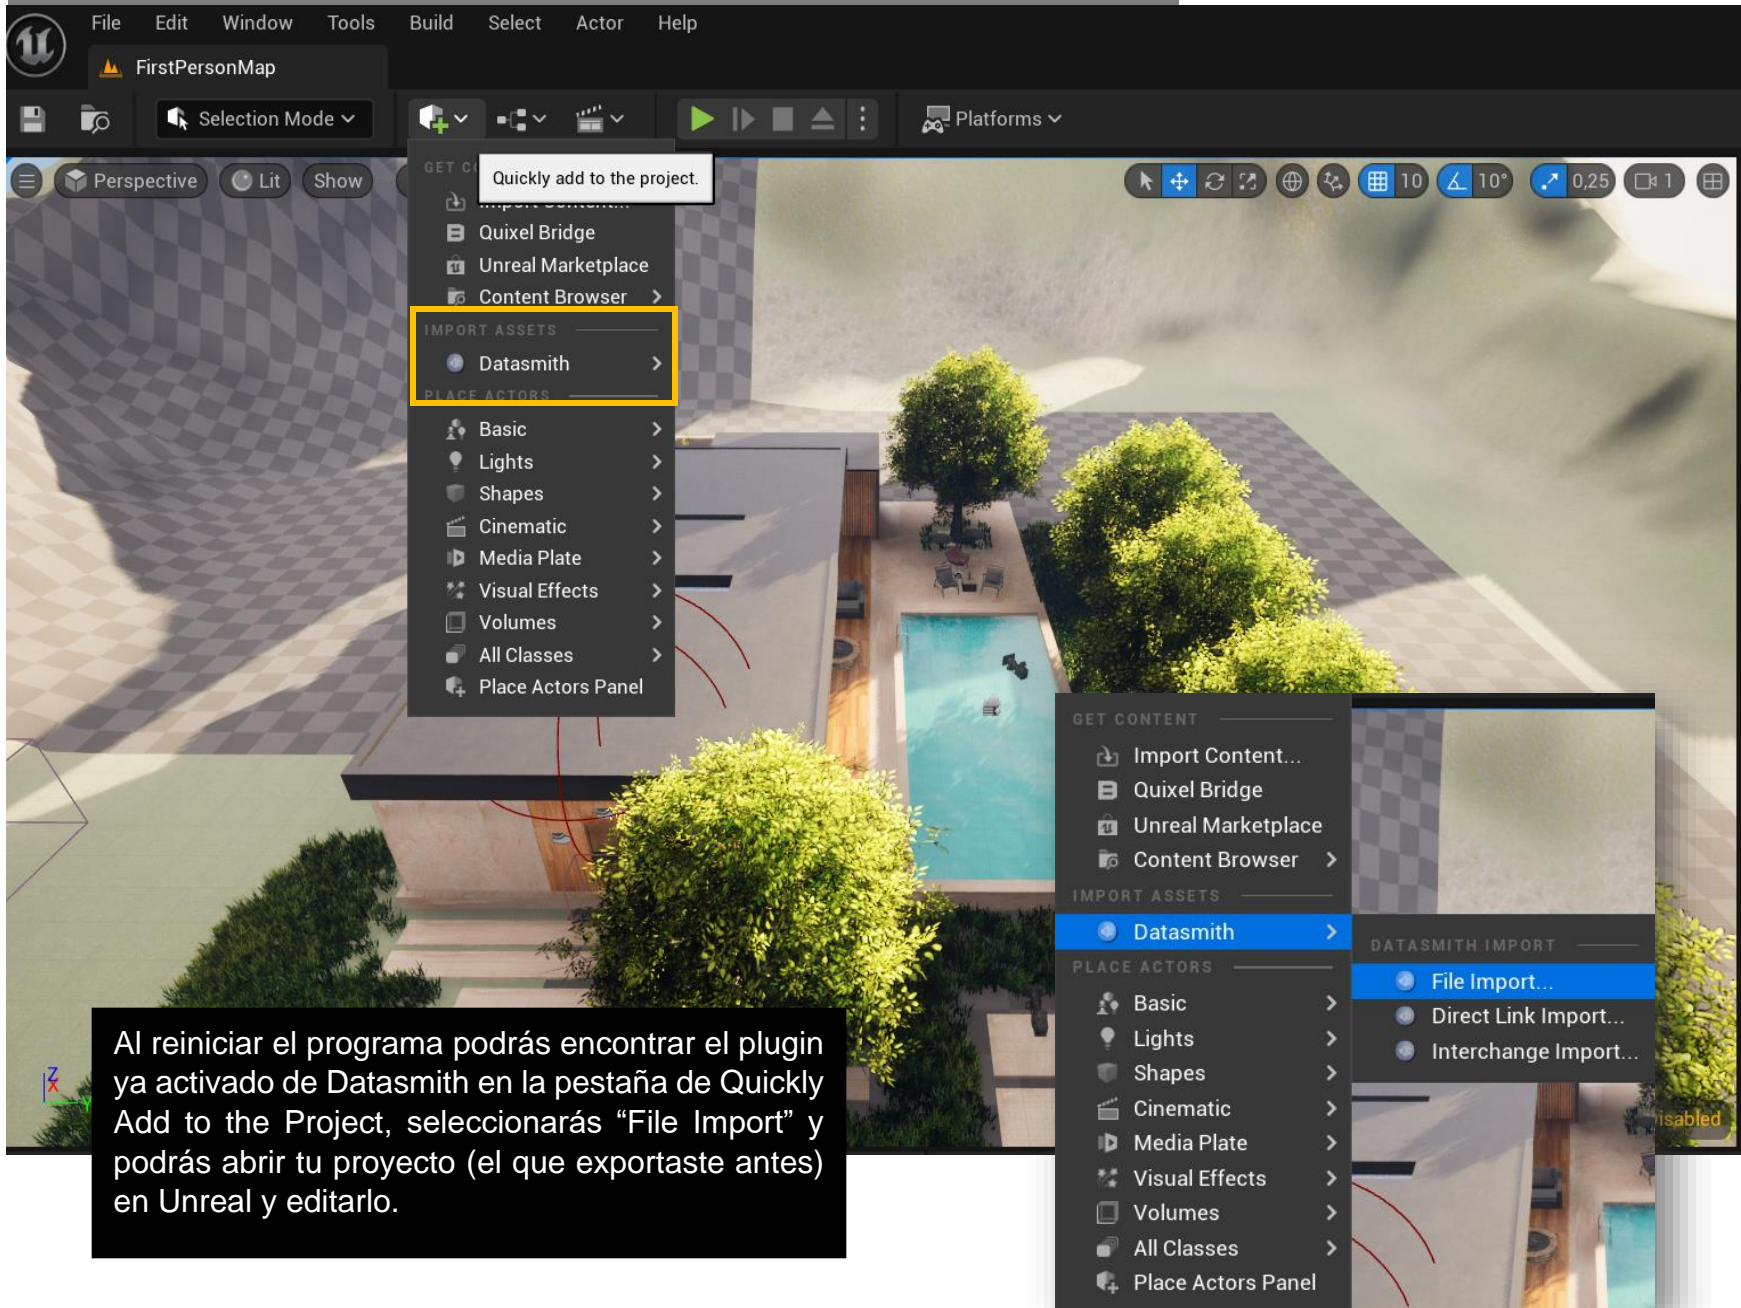 File Edit Window Tools Build Select Actor Help
FirstPersonMap
Selection Mode
Platforms
Perspective Lit Show
10 10° 0,25 1
GET
Quickly add to the project.
Quixel Bridge
Unreal Marketplace
Content Browser
IMPORT ASSETS
Datasmith
PLACE ACTORS
Basic
Lights
Shapes
Cinematic
Media Plate
Visual Effects
Volumes
All Classes
Place Actors Panel
GET CONTENT
Import Content...
Quixel Bridge
Unreal Marketplace
Content Browser
IMPORT ASSETS
Datasmith
PLACE ACTORS
Basic
Lights
Shapes
Cinematic
Media Plate
Visual Effects
Volumes
All Classes
Place Actors Panel
DATASMITH IMPORT
File Import...
Direct Link Import...
Interchange Import...
isabled
Z
X
Y
Al reiniciar el programa podrás encontrar el plugin
ya activado de Datasmith en la pestaña de Quickly
Add to the Project, seleccionarás “File Import” y
podrás abrir tu proyecto (el que exportaste antes)
en Unreal y editarlo.